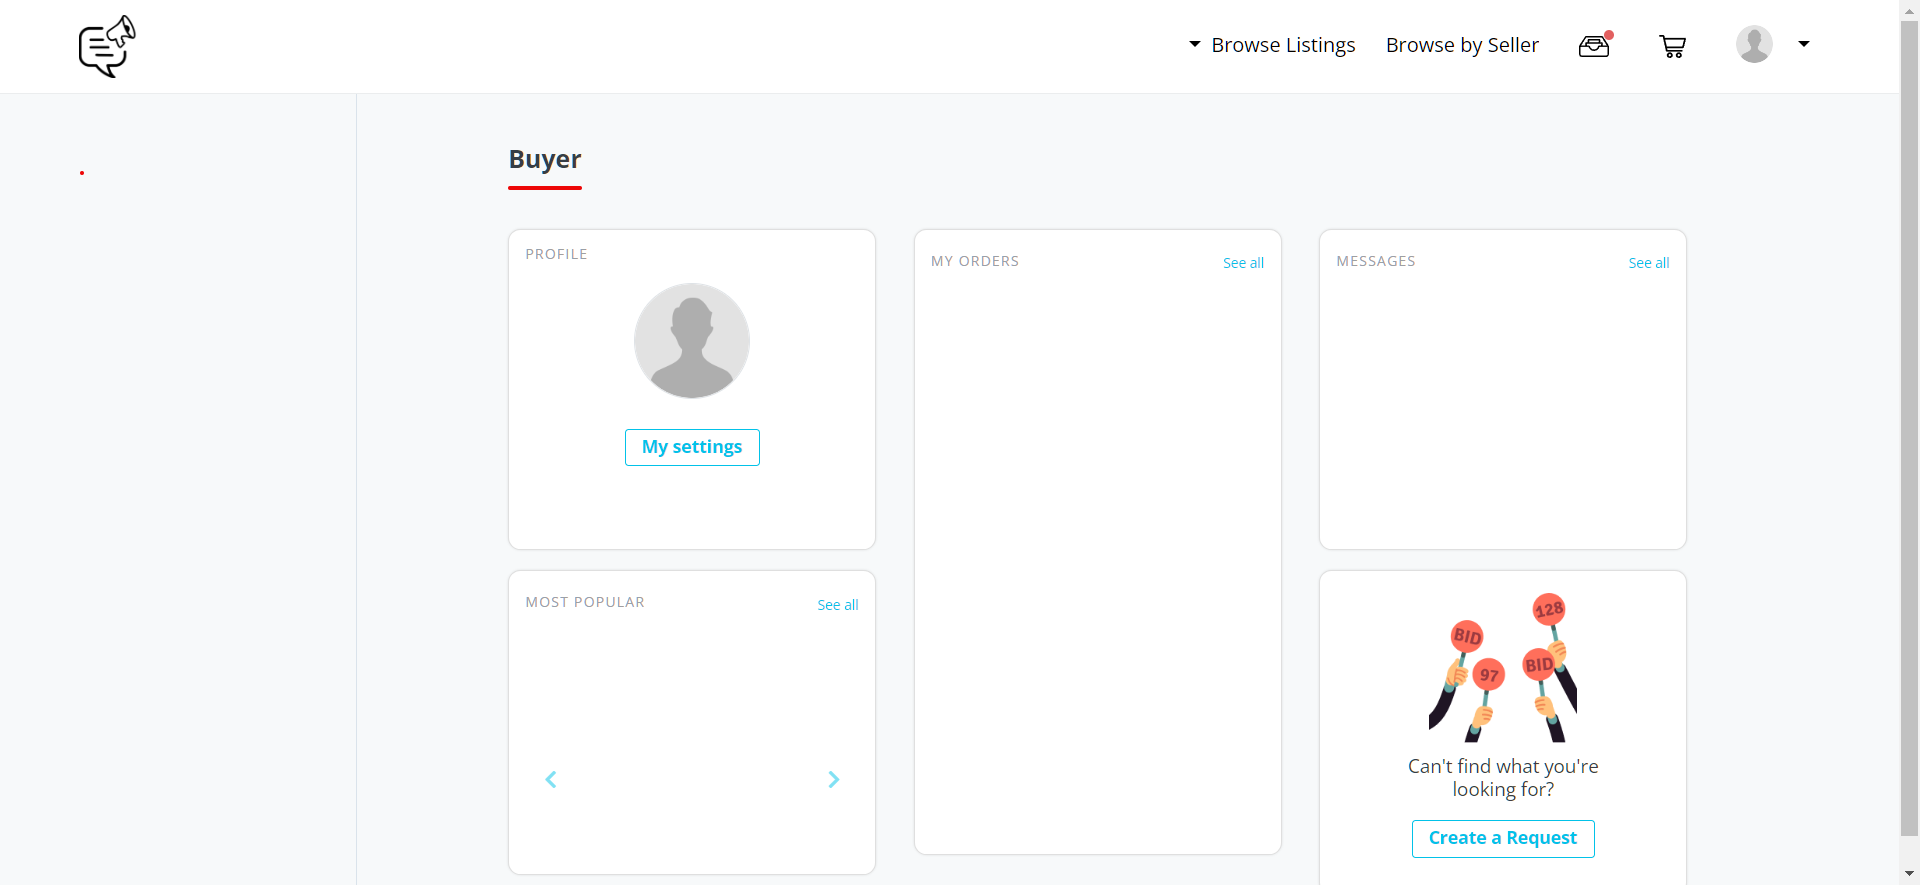 Browse Listings
Browse by Seller
Buyer
PROFILE
My settings
MY ORDERS
See all
MESSAGES
See all
MOST POPULAR
See all
BID
97
128
BID
Can't find what you're
looking for?
Create a Request